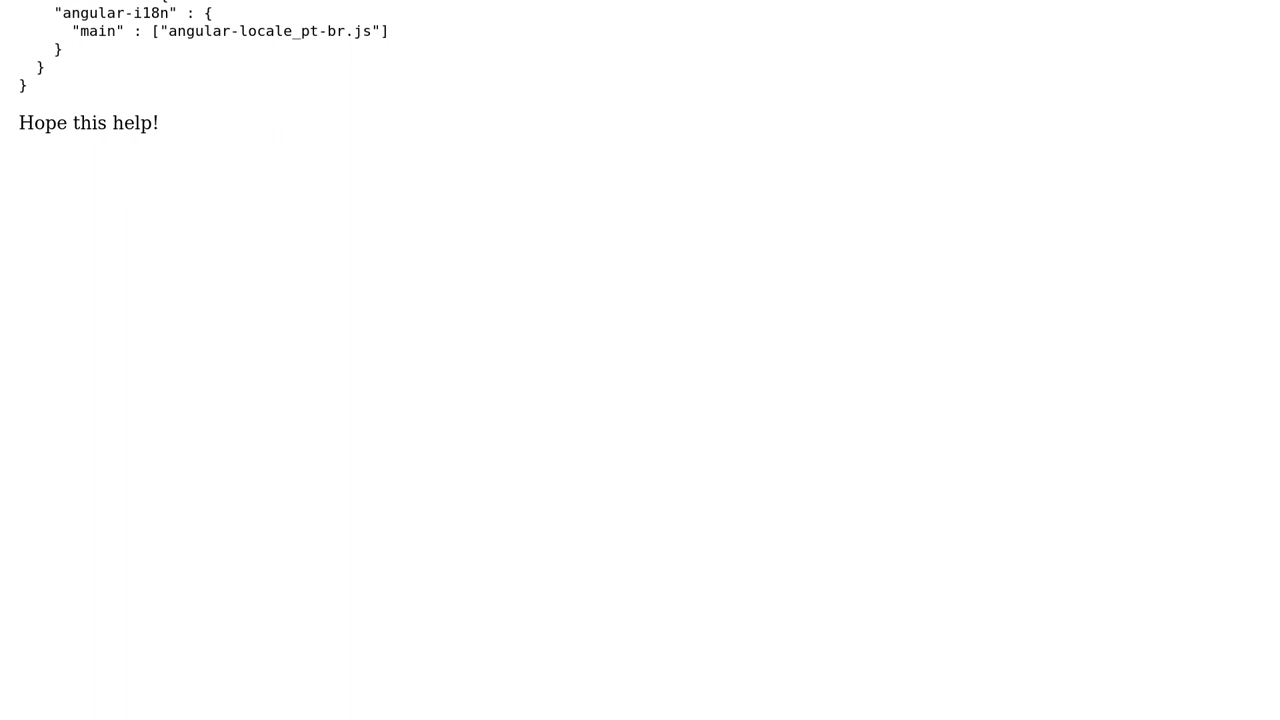 "angular-i18n" : {
"main" : ["angular-locale_pt-br.js"]
}
}
}
Hope this help!